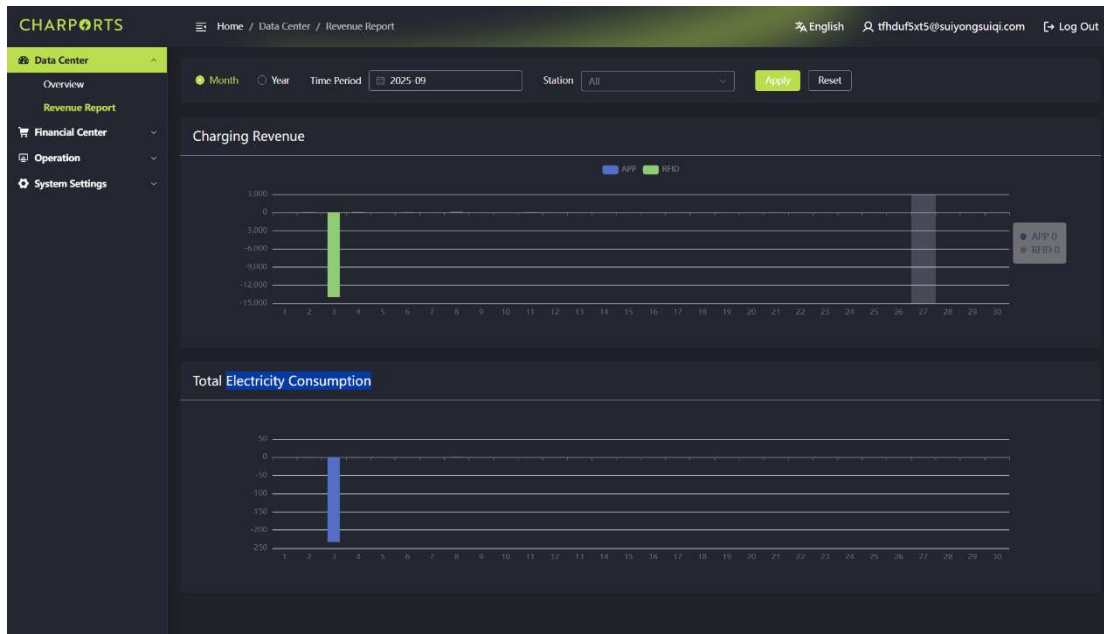 CHARPORTS
Home / Data Center / Revenue Report
English
tfhduf5xt5@suiyongsuiqi.com
Log Out
Data Center
Overview
Revenue Report
Financial Center
Operation
System Settings
Month Year Time Period 2025-09 Station All Apply Reset
Charging Revenue
APP RFID
3,000
0
-3,000
-6,000
-9,000
-12,000
-15,000
1 2 3 4 5 6 7 8 9 10 11 12 13 14 15 16 17 18 19 20 21 22 23 24 25 26 27 28 29 30
APP 0
RFID 0
Total Electricity Consumption
50
0
-50
-100
-150
-200
-250
1 2 3 4 5 6 7 8 9 10 11 12 13 14 15 16 17 18 19 20 21 22 23 24 25 26 27 28 29 30